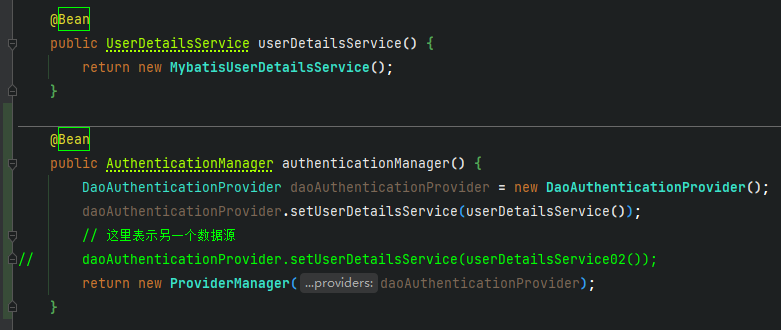 @Bean
public UserDetailsService userDetailsService() {
return new MybatisUserDetailsService();
}
@Bean
public AuthenticationManager authenticationManager() {
DaoAuthenticationProvider daoAuthenticationProvider = new DaoAuthenticationProvider();
daoAuthenticationProvider.setUserDetailsService(userDetailsService());
// 这里表示另一个数据源
// daoAuthenticationProvider.setUserDetailsService(userDetailsService02());
return new ProviderManager( ...providers: daoAuthenticationProvider);
}